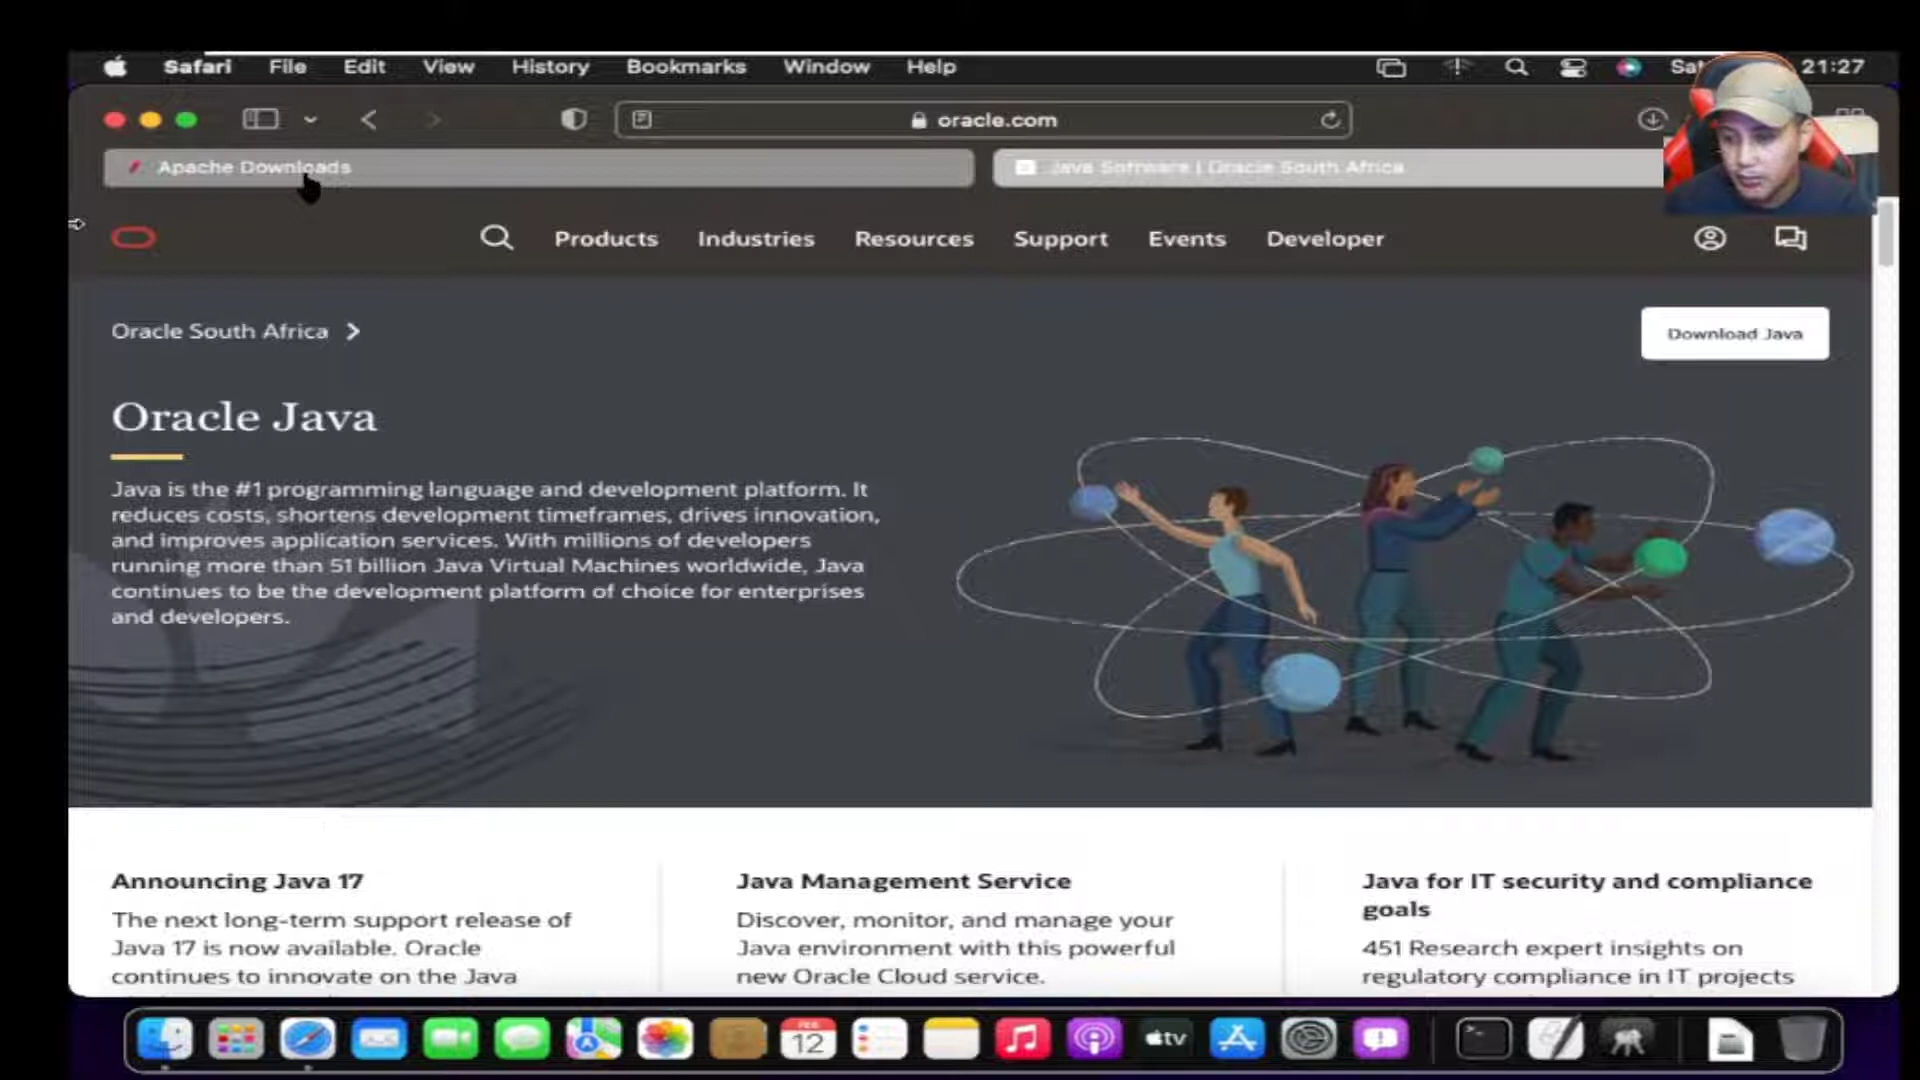 Safari File Edit View History Bookmarks Window Help
21:27
oracle.com
Apache Downloads
Java Software | Oracle South Africa
Products Industries Resources Support Events Developer
Oracle South Africa
Download Java
Oracle Java
Java is the #1 programming language and development platform. It
reduces costs, shortens development timeframes, drives innovation,
and improves application services. With millions of developers
running more than 51 billion Java Virtual Machines worldwide, Java
continues to be the development platform of choice for enterprises
and developers.
Announcing Java 17
The next long-term support release of
Java 17 is now available. Oracle
continues to innovate on the Java
Java Management Service
Discover, monitor, and manage your
Java environment with this powerful
new Oracle Cloud service.
Java for IT security and compliance
goals
451 Research expert insights on
regulatory compliance in IT projects
FEB
12
tv